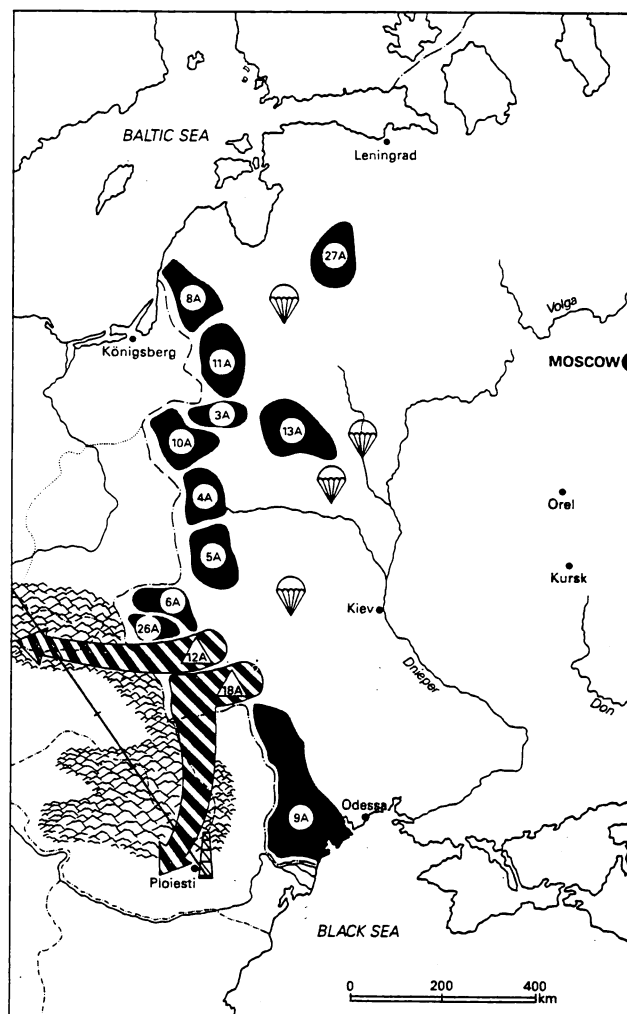 BALTIC SEA
Leningrad
27A
8A
Volga
Königsberg
11A
MOSCOW
3A
13A
10A
4A
Orel
5A
Kursk
6A
Kiev
26A
12A
Dnieper
18A
Don
9A
Odessa
Ploiesti
BLACK SEA
0 200 400
km